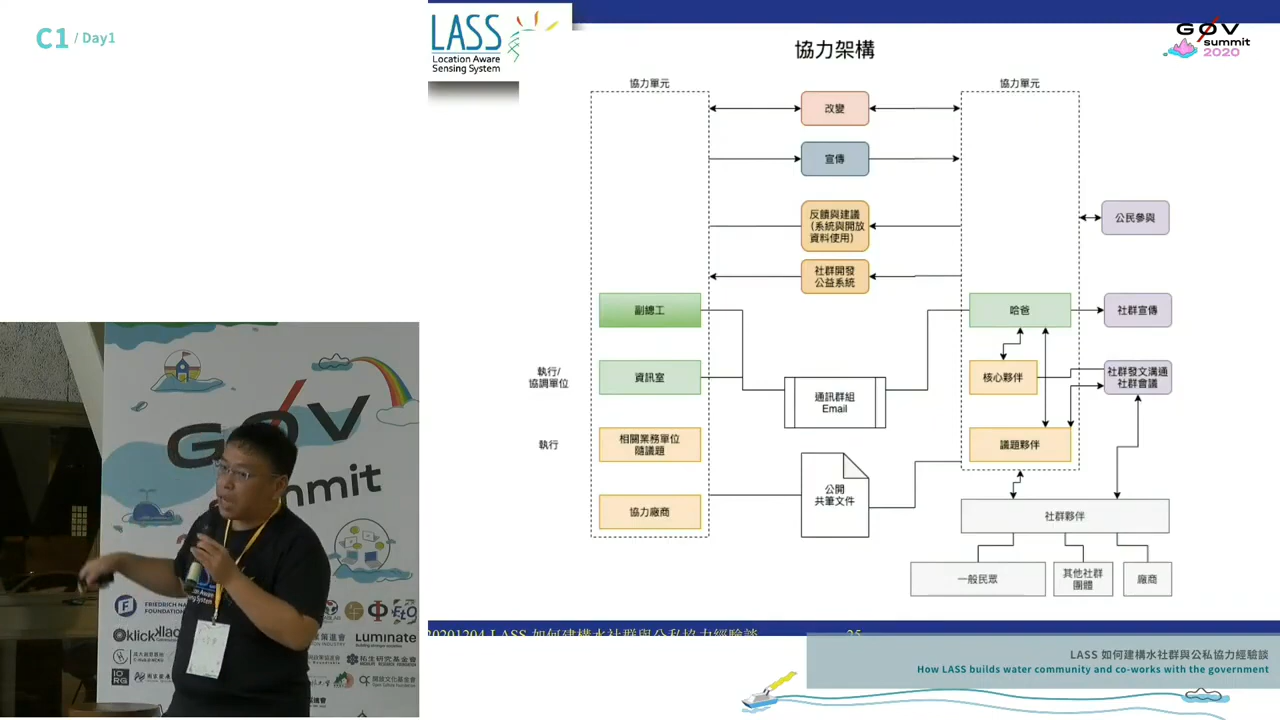 C1 / Day1
LASS
Location Aware
Sensing System
GØV
summit
2020
協力架構
協力單元
協力單元
改變
宣傳
反饋與建議
（系統與開放
資料使用）
公民參與
社群開發
公益系統
副總工
哈爸
社群宣傳
執行/
協調單位
資訊室
核心夥伴
社群發文溝通
社群會議
通訊群組
Email
執行
相關業務單位
隨議題
議題夥伴
公開
共筆文件
協力廠商
社群夥伴
一般民眾
其他社群
團體
廠商
GØV
mmit
FRIEDRICH NA
FOUNDATION
klick
Luminate
20201204 LASS 如何建構水社群與公私協力經驗談
25
LASS 如何建構水社群與公私協力經驗談
How LASS builds water community and co-works with the government